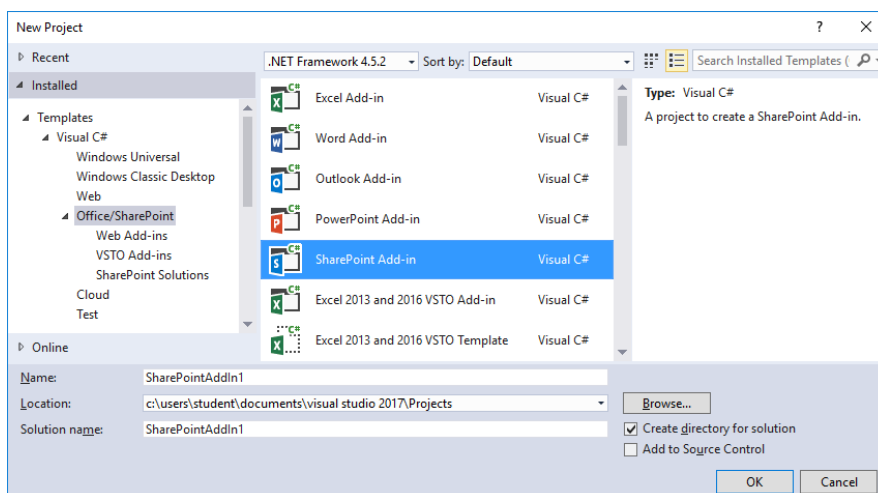 New Project
?
Recent
.NET Framework 4.5.2
Sort by: Default
Search Installed Templates (
Installed
Templates
Visual C#
Windows Universal
Windows Classic Desktop
Web
Office/SharePoint
Web Add-ins
VSTO Add-ins
SharePoint Solutions
Cloud
Test
Online
C# Excel Add-in Visual C#
C# Word Add-in Visual C#
C# Outlook Add-in Visual C#
C# PowerPoint Add-in Visual C#
C# SharePoint Add-in Visual C#
C# Excel 2013 and 2016 VSTO Add-in Visual C#
C# Excel 2013 and 2016 VSTO Template Visual C#
Type: Visual C#
A project to create a SharePoint Add-in.
Name: SharePointAddIn1
Location: c:\users\student\documents\visual studio 2017\Projects
Browse...
Solution name: SharePointAddIn1
Create directory for solution
Add to Source Control
OK Cancel